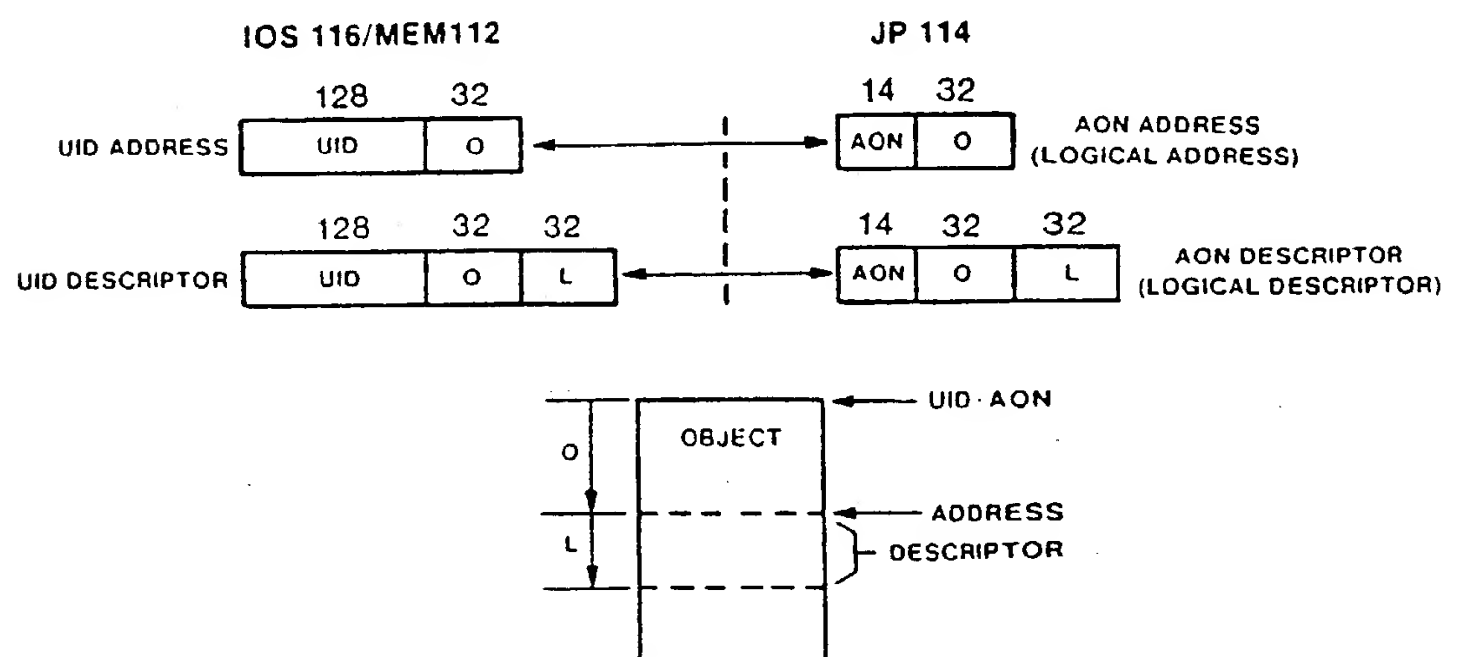 IOS 116/MEM112
JP 114
128 32
14 32
UID ADDRESS
UID O
AON O
AON ADDRESS
(LOGICAL ADDRESS)
128 32 32
14 32 32
UID DESCRIPTOR
UID O L
AON O L
AON DESCRIPTOR
(LOGICAL DESCRIPTOR)
UID · AON
OBJECT
O
ADDRESS
L
DESCRIPTOR